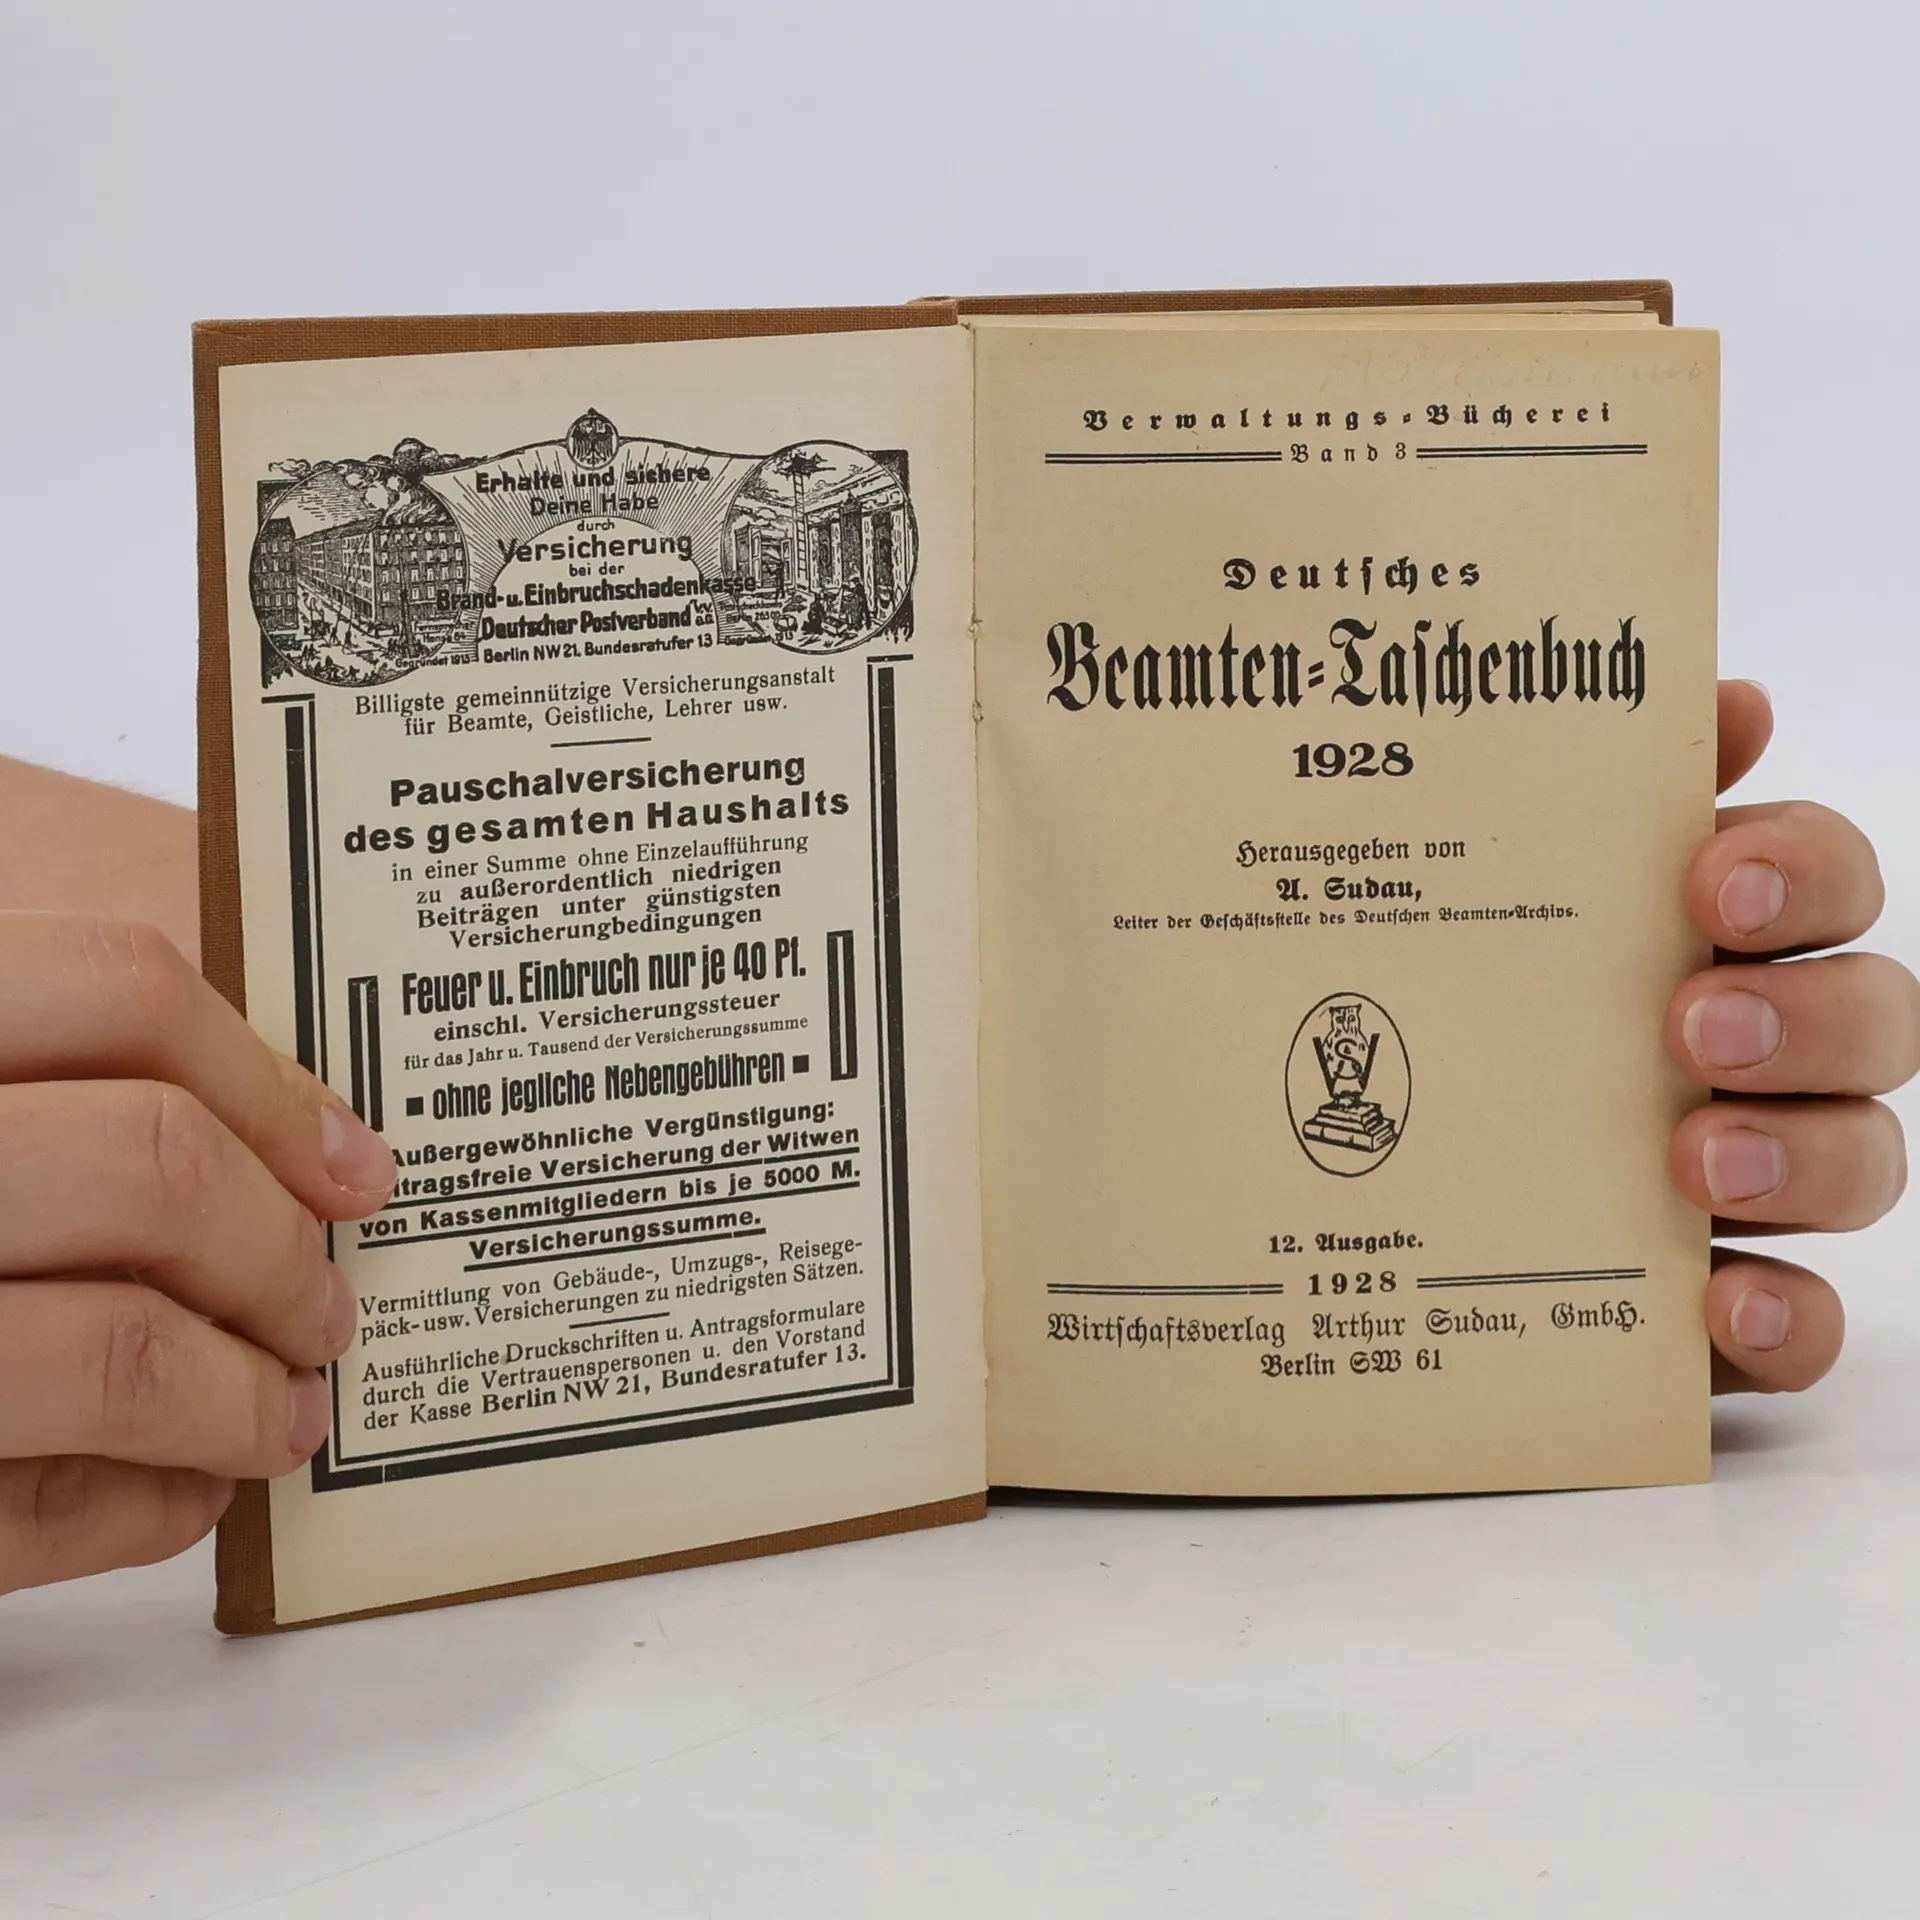 Erhalte und sichere
Deine Habe
durch
Versicherung
bei der
Brand- u. Einbruchschadenkasse
Deutscher Postverband V.V. a.G.
Gegründet 1913 - Berlin NW 21. Bundesratufer 13 - Gegründet 1913
Billigste gemeinnützige Versicherungsanstalt
für Beamte, Geistliche, Lehrer usw.
Pauschalversicherung
des gesamten Haushalts
in einer Summe ohne Einzelaufführung
zu außerordentlich niedrigen
Beiträgen unter günstigsten
Versicherungbedingungen
Feuer u. Einbruch nur je 40 Pf.
einschl. Versicherungssteuer
für das Jahr u. Tausend der Versicherungssumme
ohne jegliche Nebengebühren
Außergewöhnliche Vergünstigung:
itragsfreie Versicherung der Witwen
von Kassenmitgliedern bis je 5000 M.
Versicherungssumme.
Vermittlung von Gebäude-, Umzugs-, Reisege-
päck- usw. Versicherungen zu niedrigsten Sätzen.
Ausführliche Druckschriften u. Antragsformulare
durch die Vertrauenspersonen u. den Vorstand
der Kasse Berlin NW 21, Bundesratufer 13.
Verwaltungs-Bücherei
Band 3
Deutsches
Beamten-Taschenbuch
1928
Herausgegeben von
A. Sudau,
Leiter der Geschäftsstelle des Deutschen Beamten-Archivs.
WS
12. Ausgabe.
1928
Wirtschaftsverlag Arthur Sudau, GmbH.
Berlin SW 61